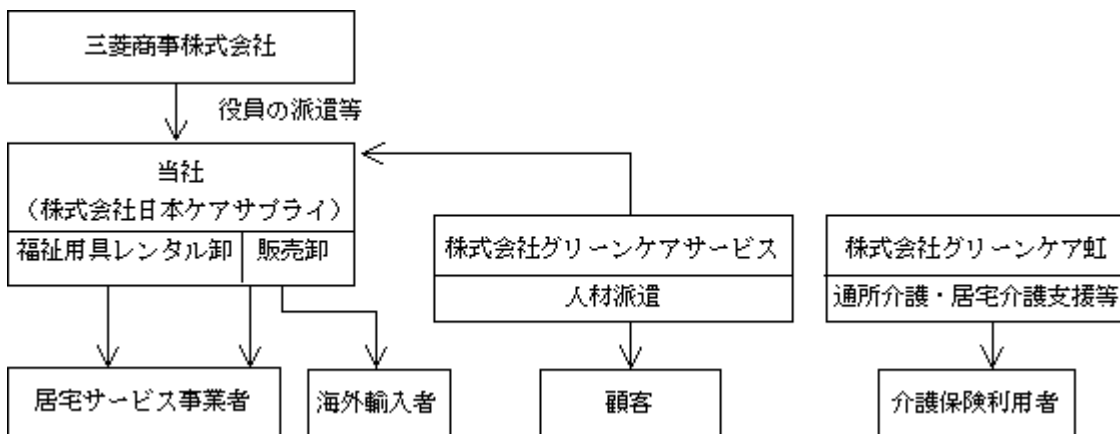 三菱商事株式会社
役員の派遣等
当社
（株式会社日本ケアサプライ）
福祉用具レンタル卸
販売卸
株式会社グリーンケアサービス
人材派遣
株式会社グリーンケア虹
通所介護・居宅介護支援等
居宅サービス事業者
海外輸入者
顧客
介護保険利用者